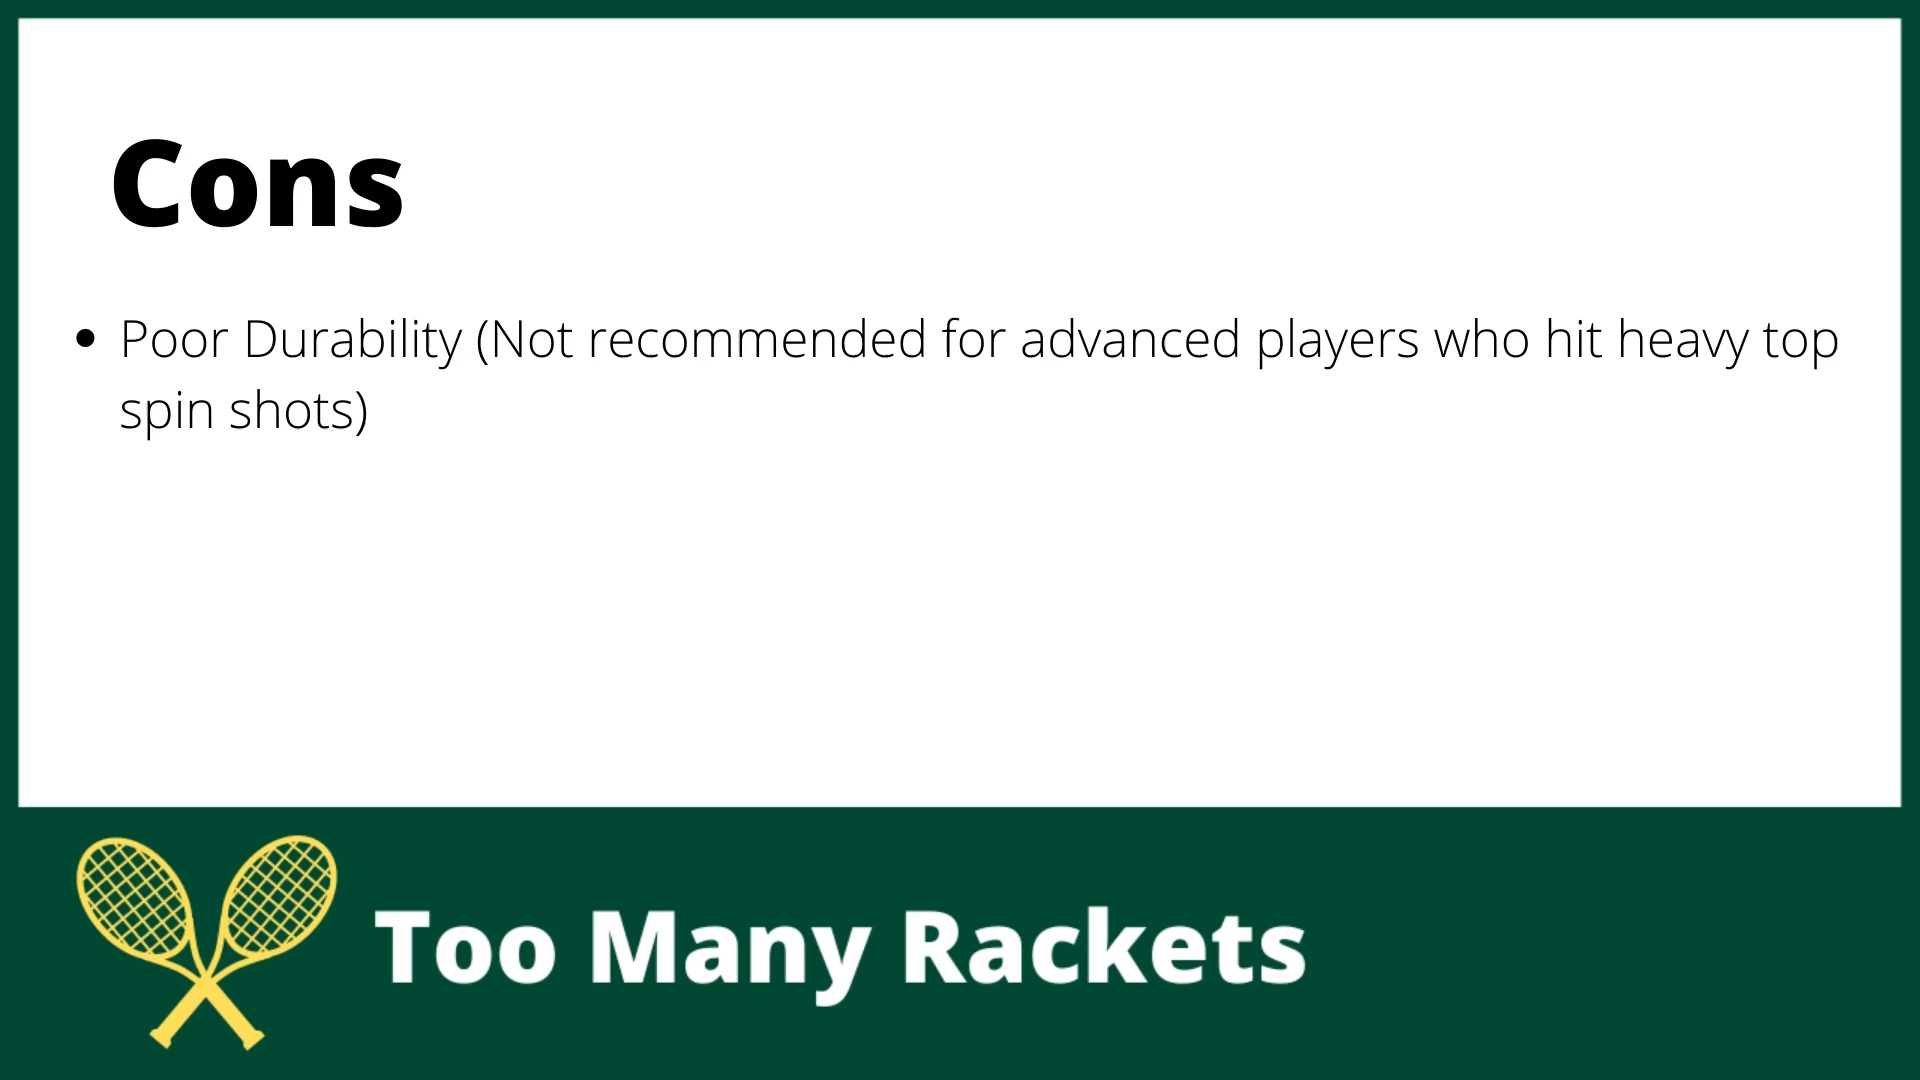 Cons
• Poor Durability (Not recommended for advanced players who hit heavy top
spin shots)
Too Many Rackets